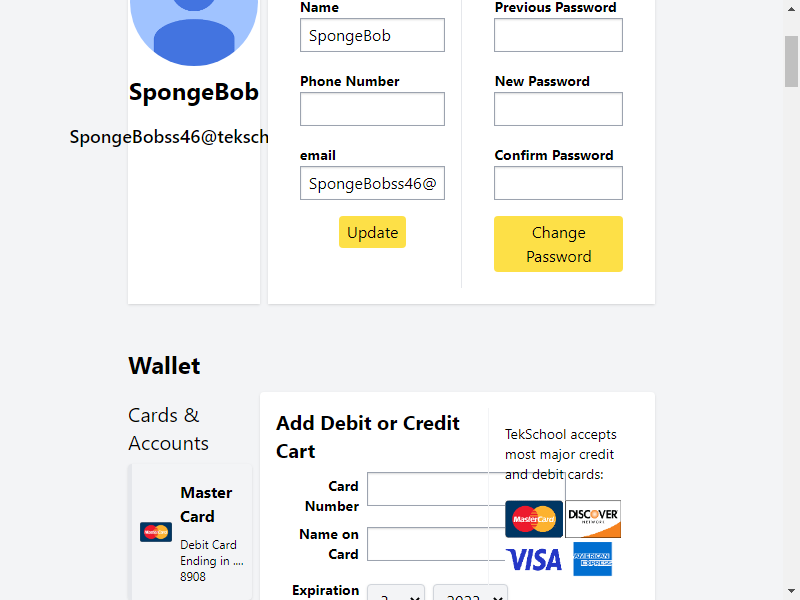 Name
SpongeBob
Previous Password
Phone Number
New Password
SpongeBob
SpongeBobss46@teksch
email
SpongeBobss46@
Confirm Password
Update
Change
Password
Wallet
Cards &
Accounts
Master
Card
MasterCard
Debit Card
Ending in ....
8908
Add Debit or Credit
Cart
Card
Number
Name on
Card
Expiration
2023
TekSchool accepts
most major credit
and debit cards:
MasterCard
DISCOVER
NETWORK
VISA
AMERICAN
EXPRESS